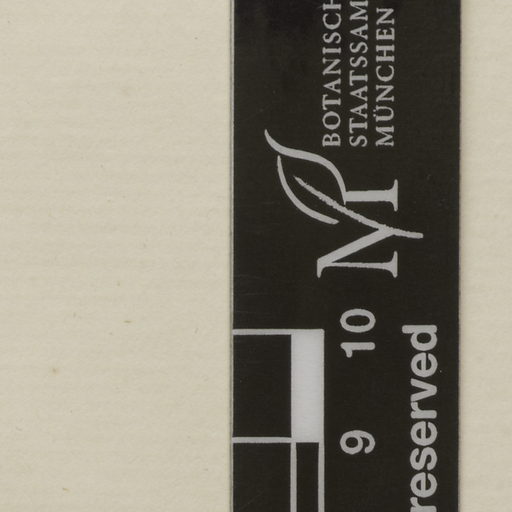 BOTANISCH
STAATSSAM
MÜNCHEN
M
9 10
reserved